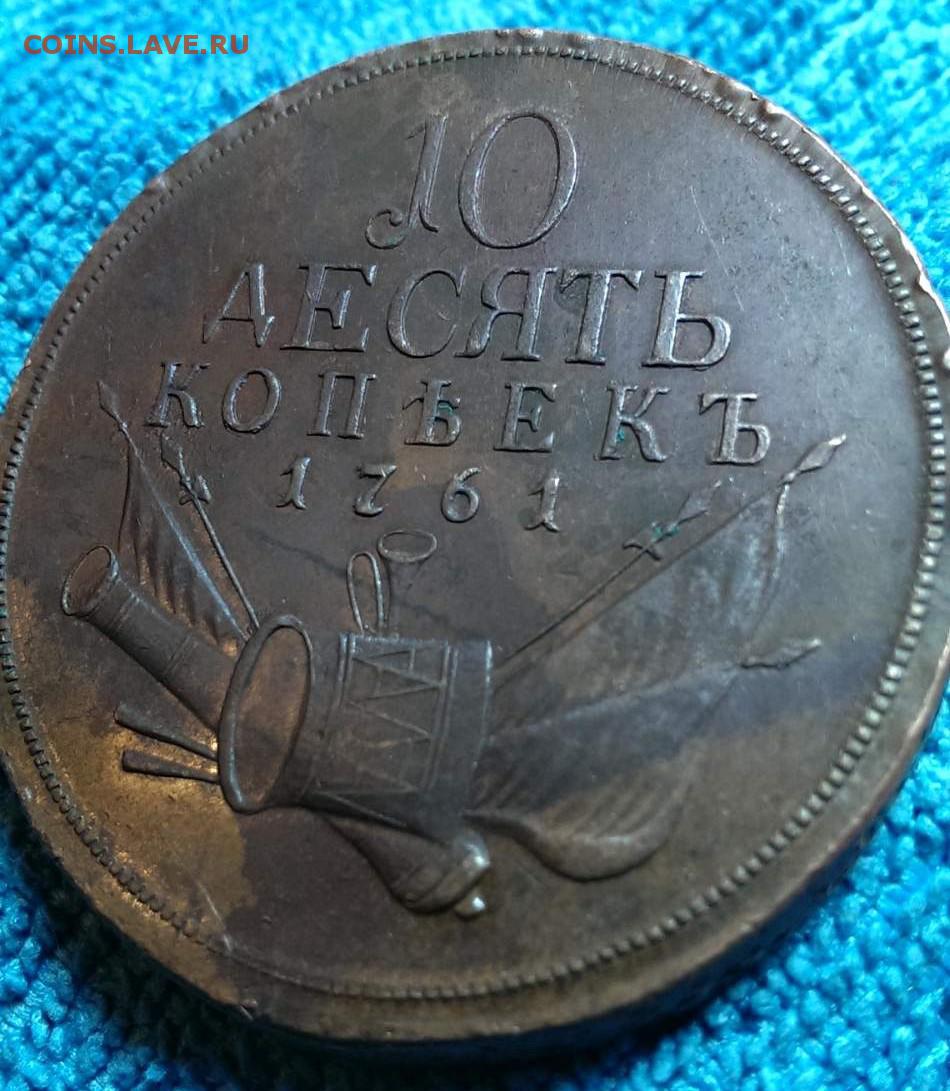 COINS.LAVE.RU
10
ДЕСЯТЬ
КОПѢЕКЪ
1761